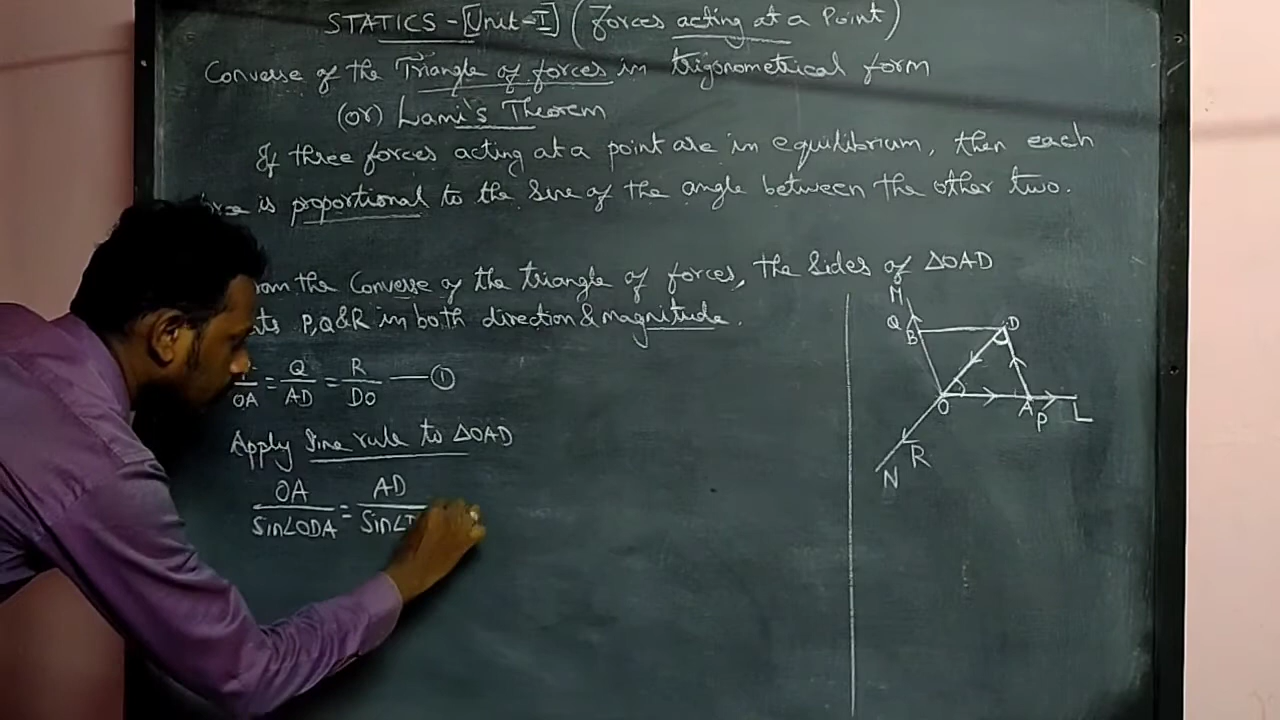 STATICS - [Unit-I] (Forces acting at a Point)
Converse of the Triangle of forces in trigonometrical form
(or) Lami's Theorem
If three forces acting at a point are in equilibrium, then each
is proportional to the Sine of the angle between the other two.
the Converse of the triangle of forces, the sides of ΔOAD
P,Q&R in both direction & magnitude.
/OA = Q/AD = R/DO — ①
Apply Sine rule to ΔOAD
OA/Sin∠ODA = AD/Sin∠
M
Q
B
D
O
A
P
L
R
N